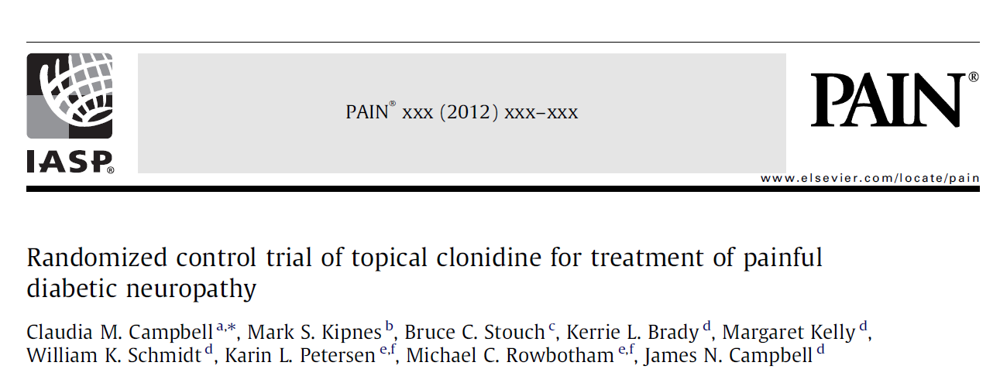 IASP®
PAIN® xxx (2012) xxx–xxx
PAIN®
www.elsevier.com/locate/pain
Randomized control trial of topical clonidine for treatment of painful
diabetic neuropathy
Claudia M. Campbell a,*, Mark S. Kipnes b, Bruce C. Stouch c, Kerrie L. Brady d, Margaret Kelly d,
William K. Schmidt d, Karin L. Petersen e,f, Michael C. Rowbotham e,f, James N. Campbell d